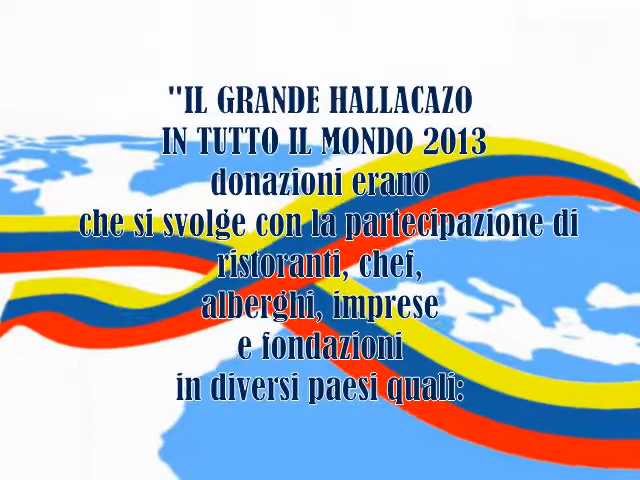 "IL GRANDE HALLACAZO
IN TUTTO IL MONDO 2013
donazioni erano
che si svolge con la partecipazione di
ristoranti, chef,
alberghi, imprese
e fondazioni
in diversi paesi quali: